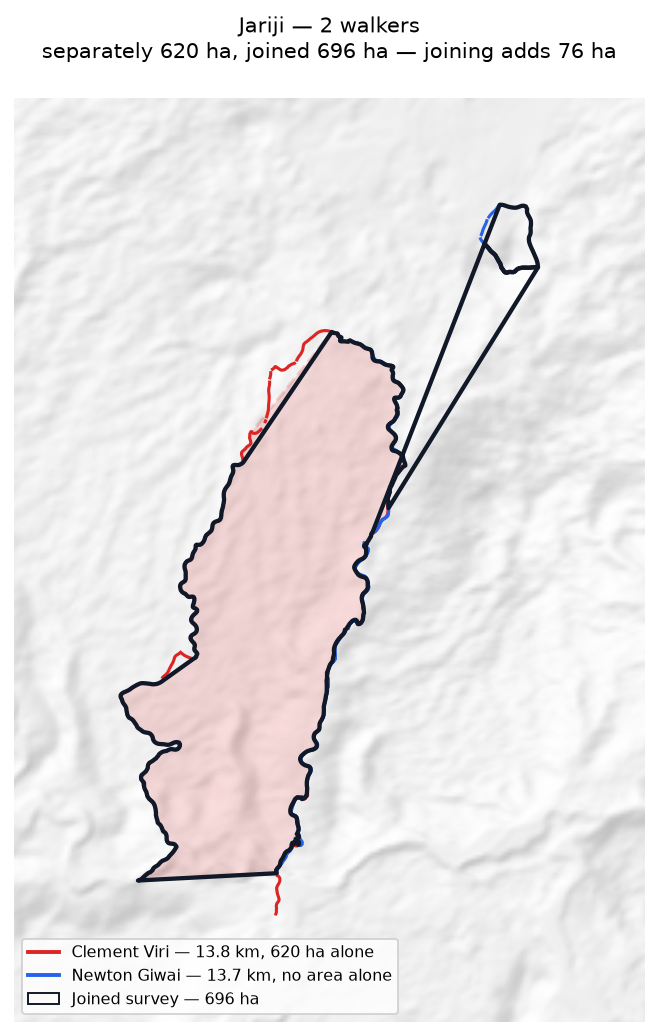 Jariji — 2 walkers
separately 620 ha, joined 696 ha — joining adds 76 ha
Clement Viri — 13.8 km, 620 ha alone
Newton Giwai — 13.7 km, no area alone
Joined survey — 696 ha